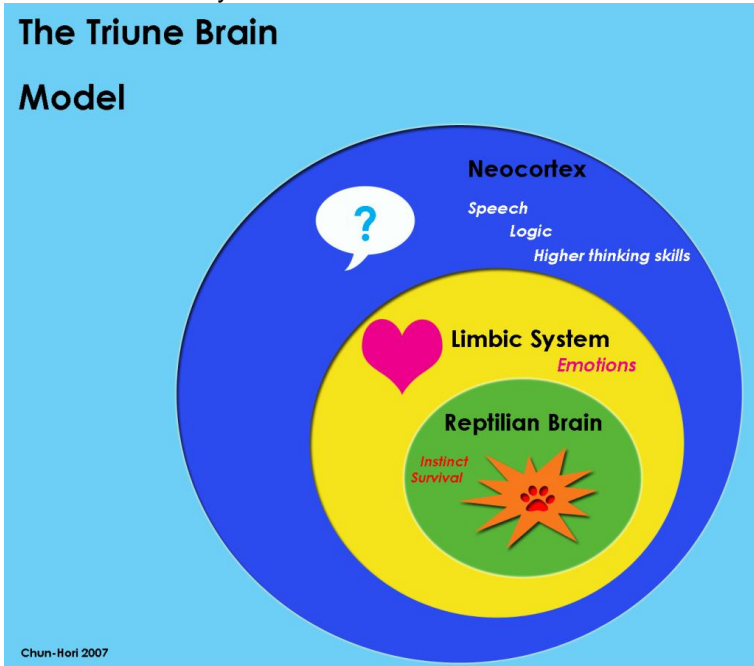 The Triune Brain
Model
Neocortex
Speech
Logic
Higher thinking skills
?
Limbic System
Emotions
Reptilian Brain
Instinct
Survival
Chun-Hori 2007